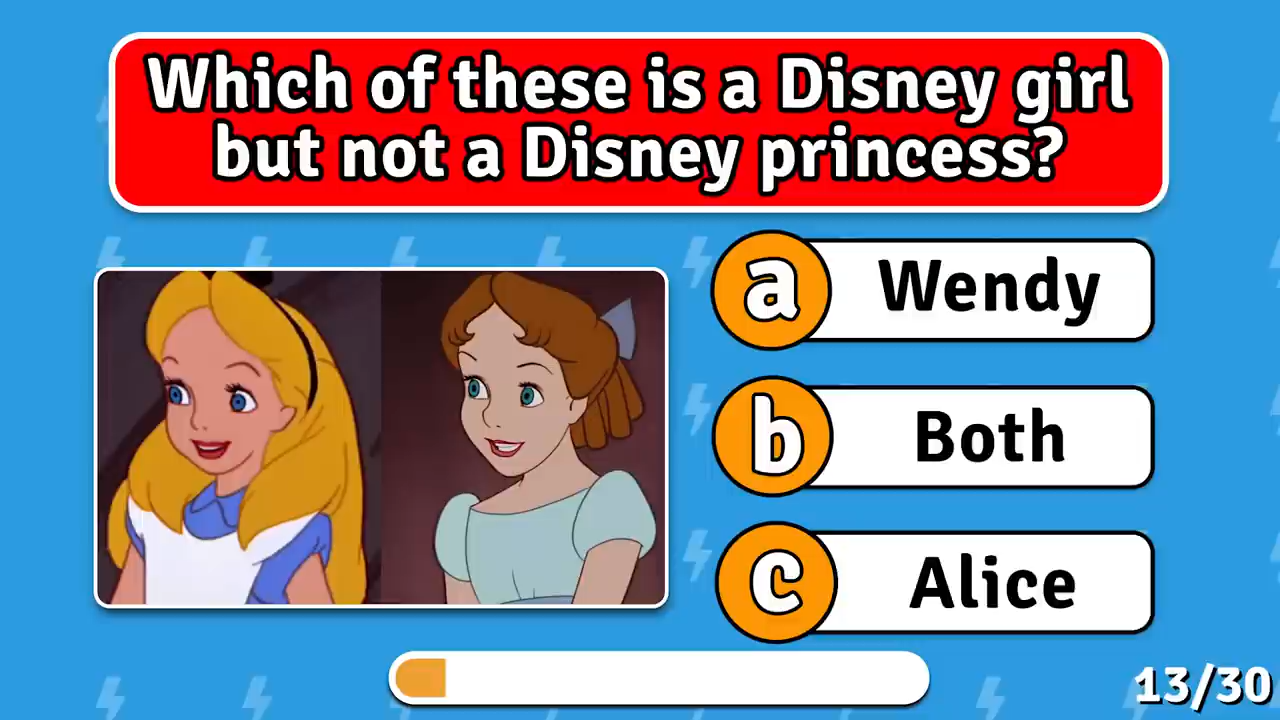 Which of these is a Disney girl
but not a Disney princess?
a Wendy
b Both
c Alice
13/30